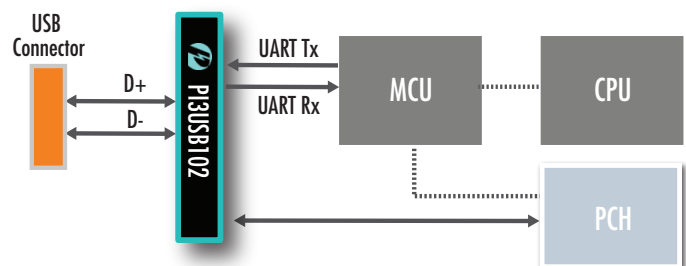 USB
Connector
D+
D-
PI3USB102
UART Tx
UART Rx
MCU
CPU
PCH